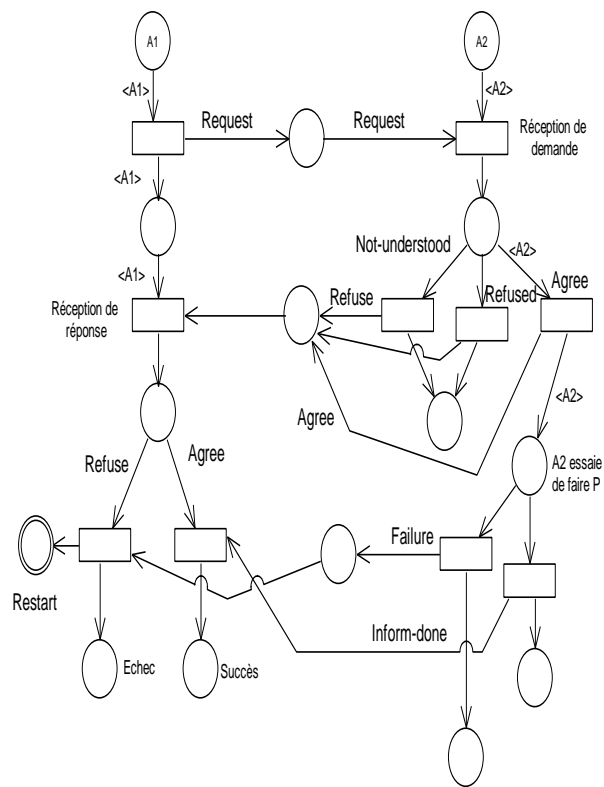 A1
A2
<A1>
<A2>
Request
Request
Réception de
demande
<A1>
Not-understood
<A2>
<A1>
Agree
Refuse
Refused
Réception de
réponse
<A2>
Agree
Refuse
Agree
A2 essaie
de faire P
Failure
Restart
Inform-done
Echec
Succès